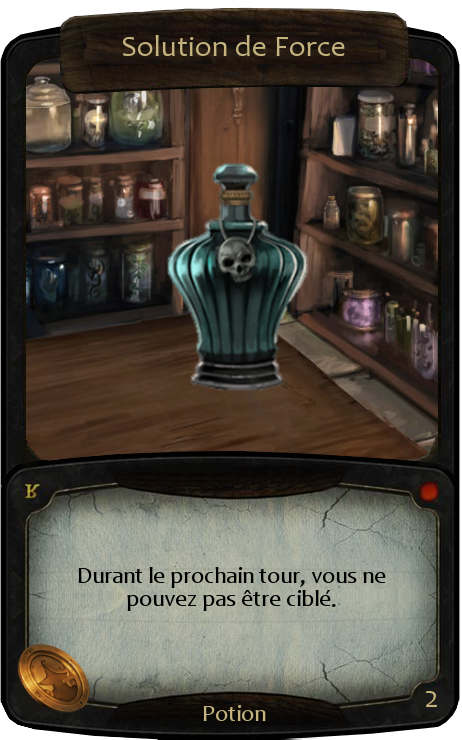 Solution de Force
Durant le prochain tour, vous ne
pouvez pas être ciblé.
2
Potion